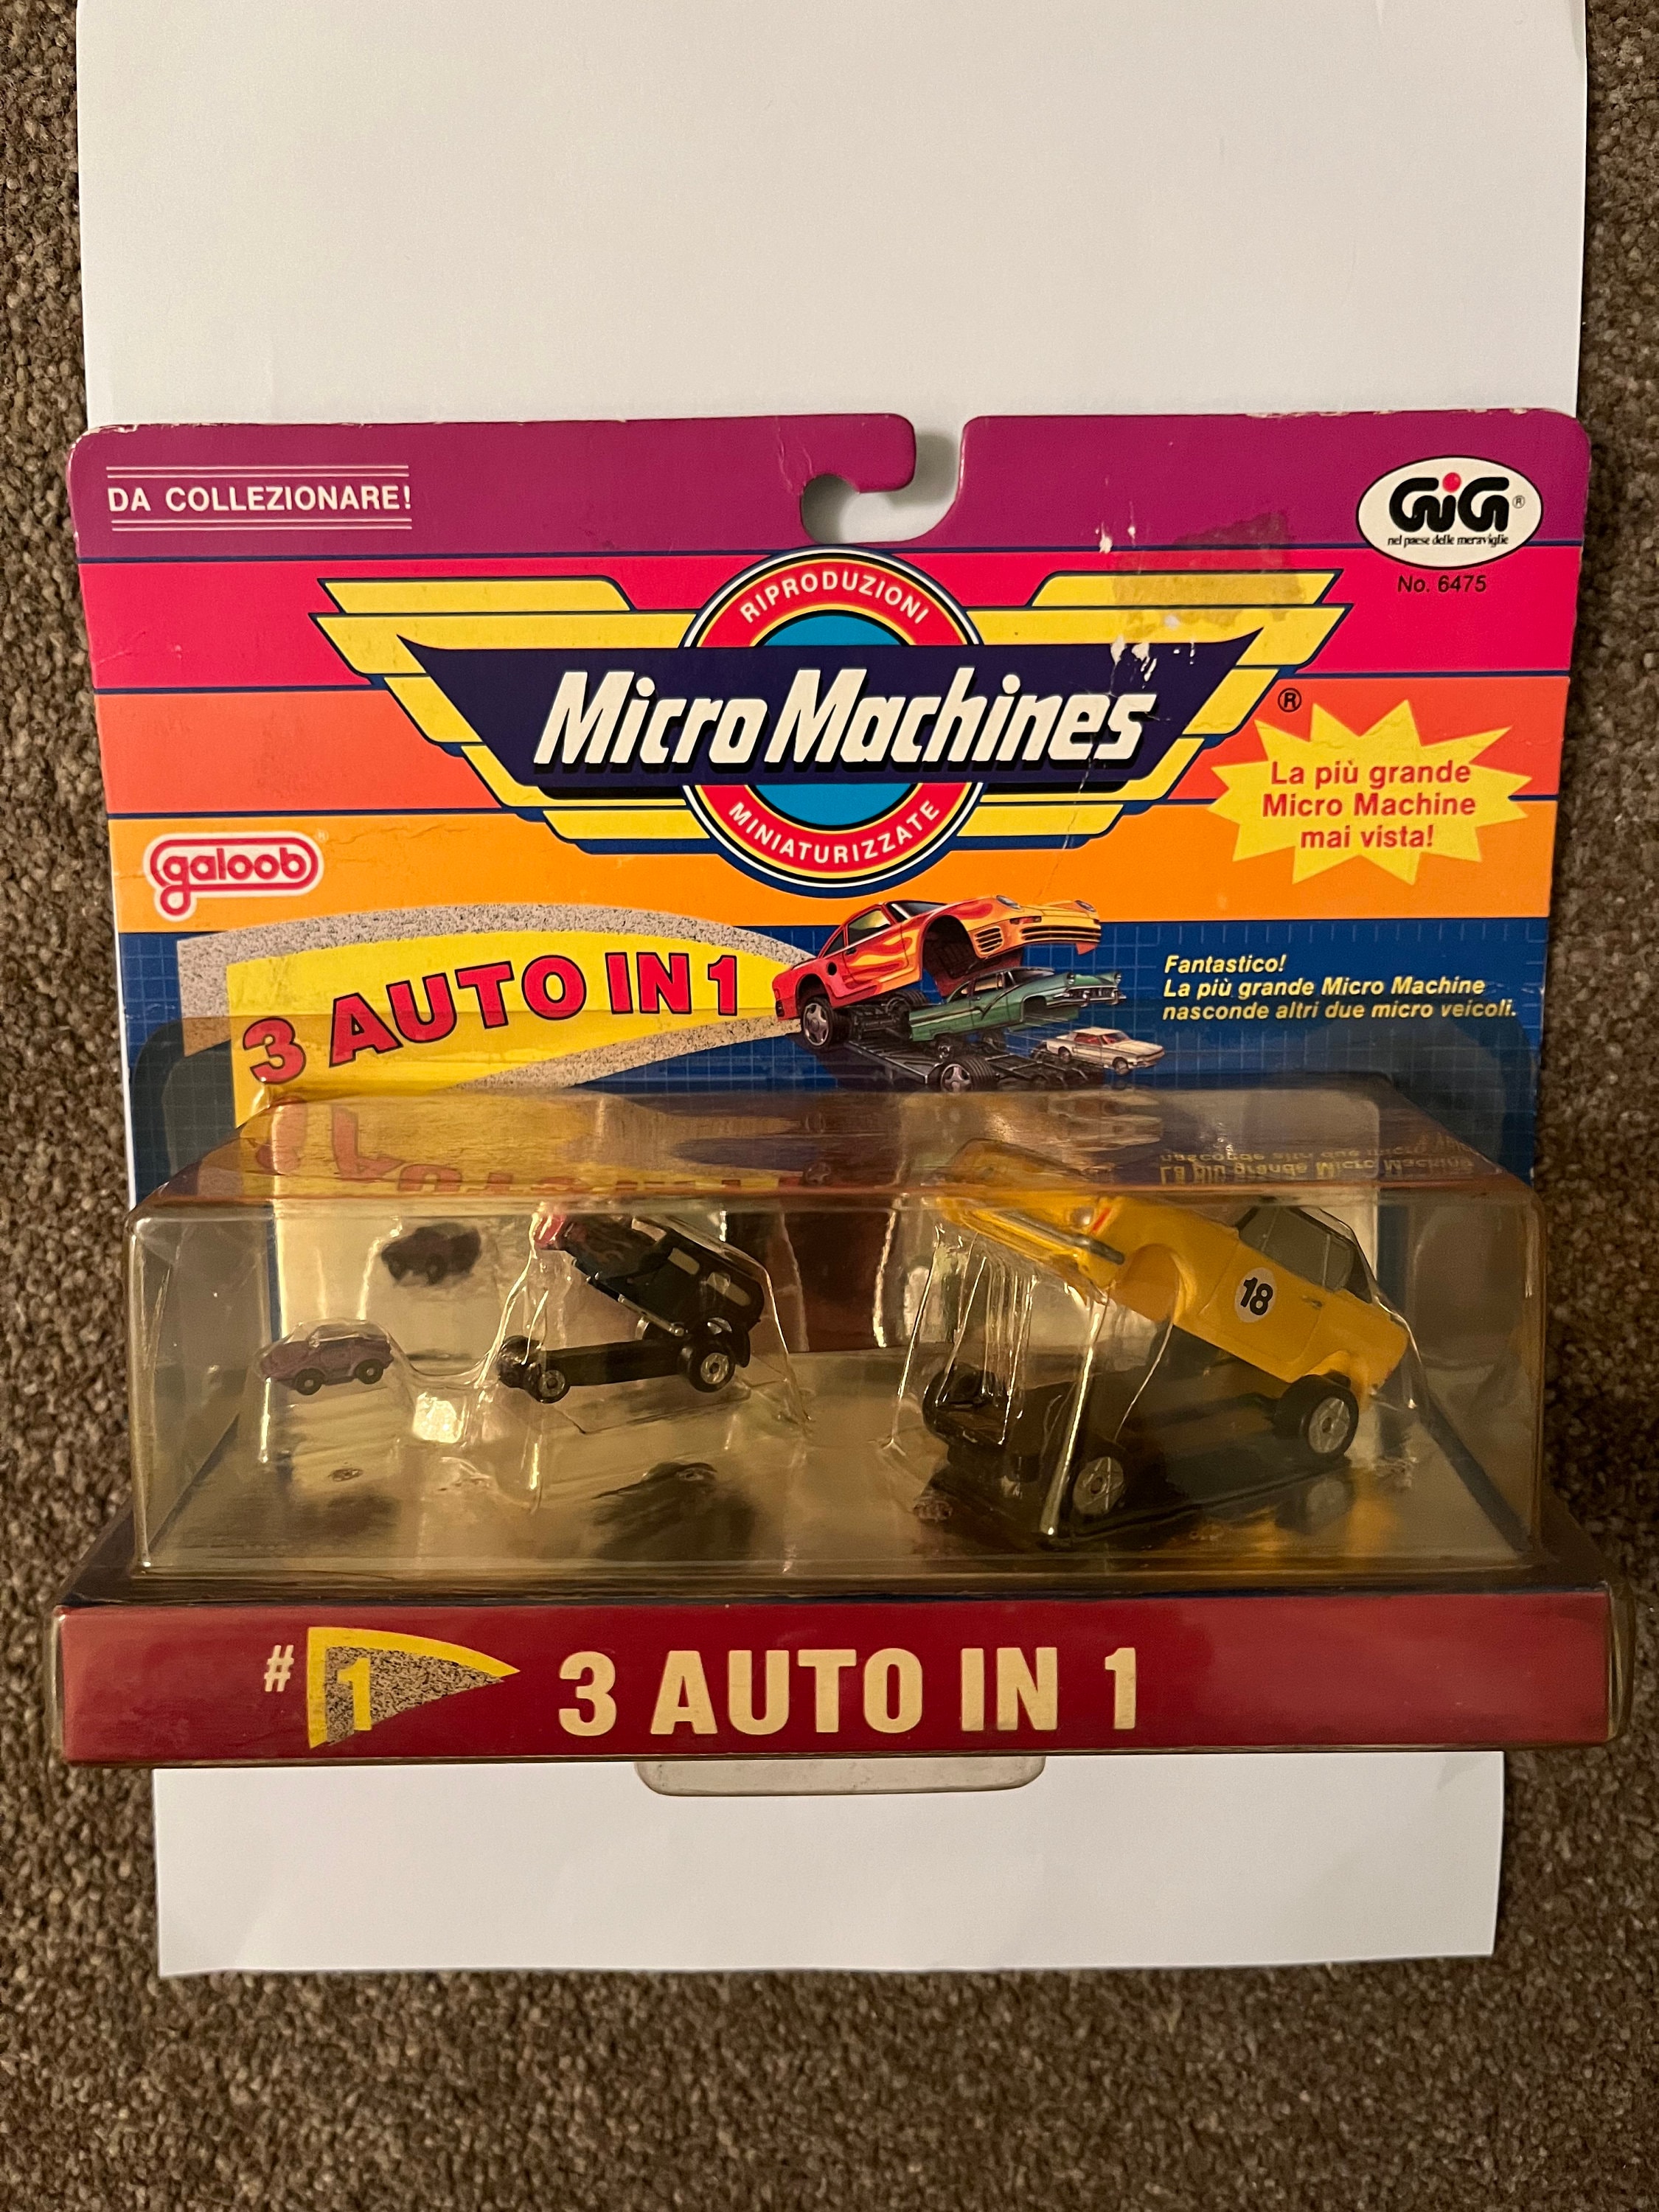 DA COLLEZIONARE!
GiG ®
nel paese delle meraviglie
No. 6475
RIPRODUZIONI
Micro Machines ®
MINIATURIZZATE
La più grande
Micro Machine
mai vista!
galoob ®
3 AUTO IN 1
Fantastico!
La più grande Micro Machine
nasconde altri due micro veicoli.
18
# 1 3 AUTO IN 1